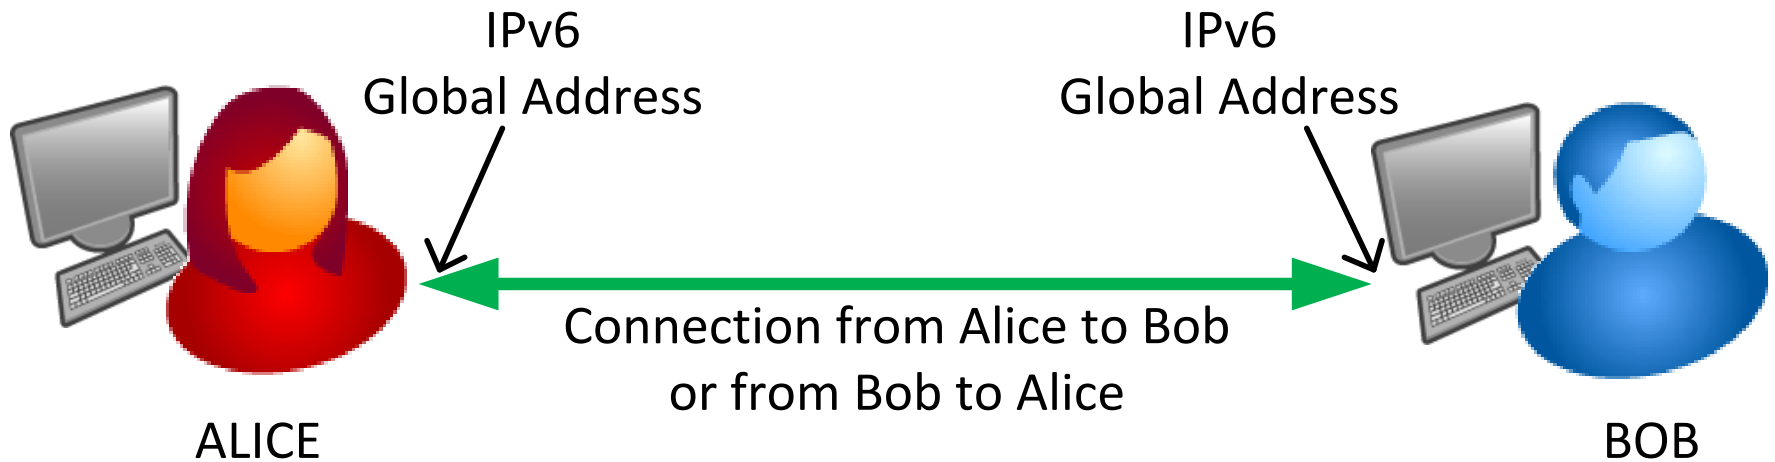 IPv6
Global Address
IPv6
Global Address
Connection from Alice to Bob
or from Bob to Alice
ALICE
BOB